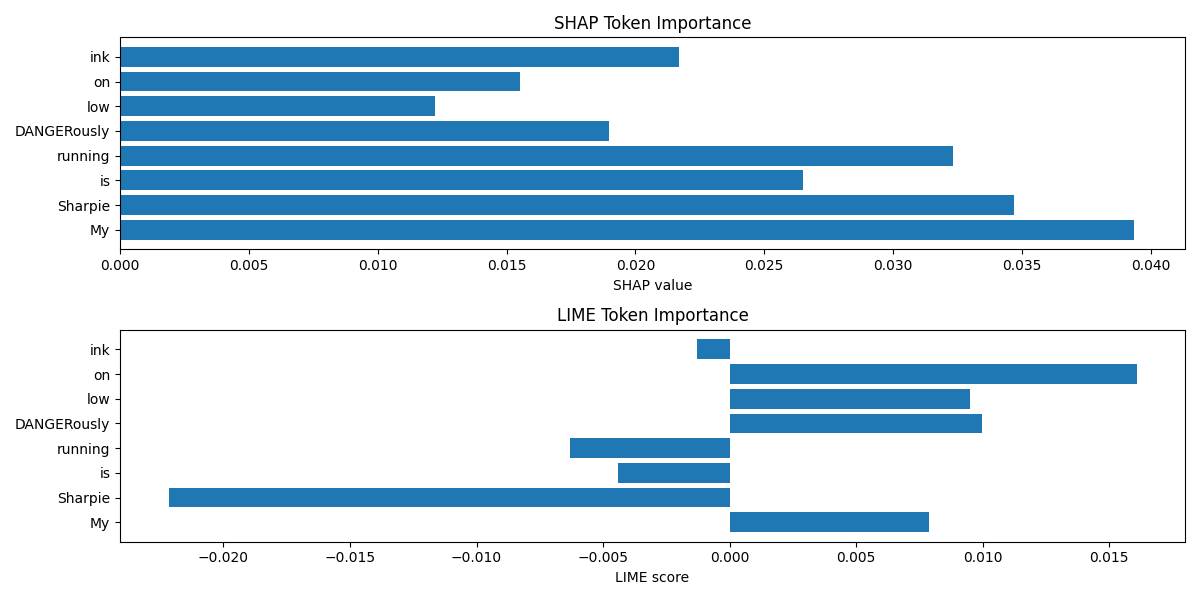 SHAP Token Importance
ink
on
low
DANGERously
running
is
Sharpie
My
0.000 0.005 0.010 0.015 0.020 0.025 0.030 0.035 0.040
SHAP value
LIME Token Importance
ink
on
low
DANGERously
running
is
Sharpie
My
−0.020 −0.015 −0.010 −0.005 0.000 0.005 0.010 0.015
LIME score